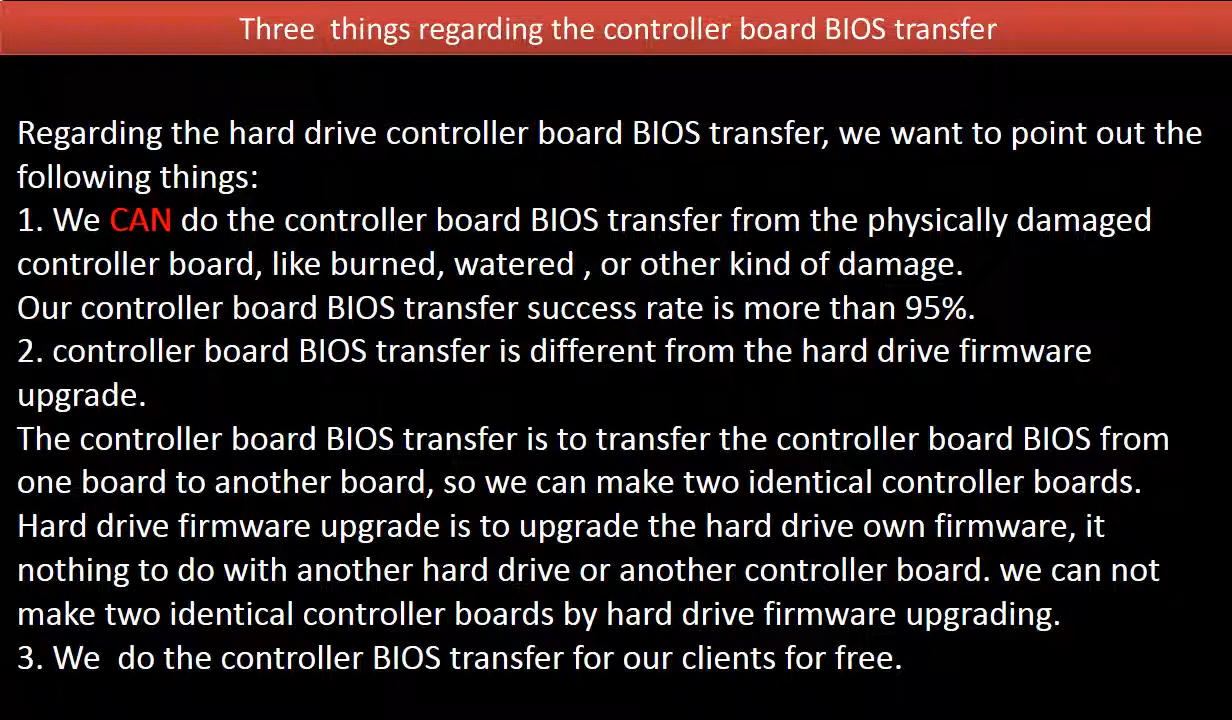 Three  things regarding the controller board BIOS transfer
Regarding the hard drive controller board BIOS transfer, we want to point out the
following things:
1. We CAN do the controller board BIOS transfer from the physically damaged
controller board, like burned, watered , or other kind of damage.
Our controller board BIOS transfer success rate is more than 95%.
2. controller board BIOS transfer is different from the hard drive firmware
upgrade.
The controller board BIOS transfer is to transfer the controller board BIOS from
one board to another board, so we can make two identical controller boards.
Hard drive firmware upgrade is to upgrade the hard drive own firmware, it
nothing to do with another hard drive or another controller board. we can not
make two identical controller boards by hard drive firmware upgrading.
3. We  do the controller BIOS transfer for our clients for free.